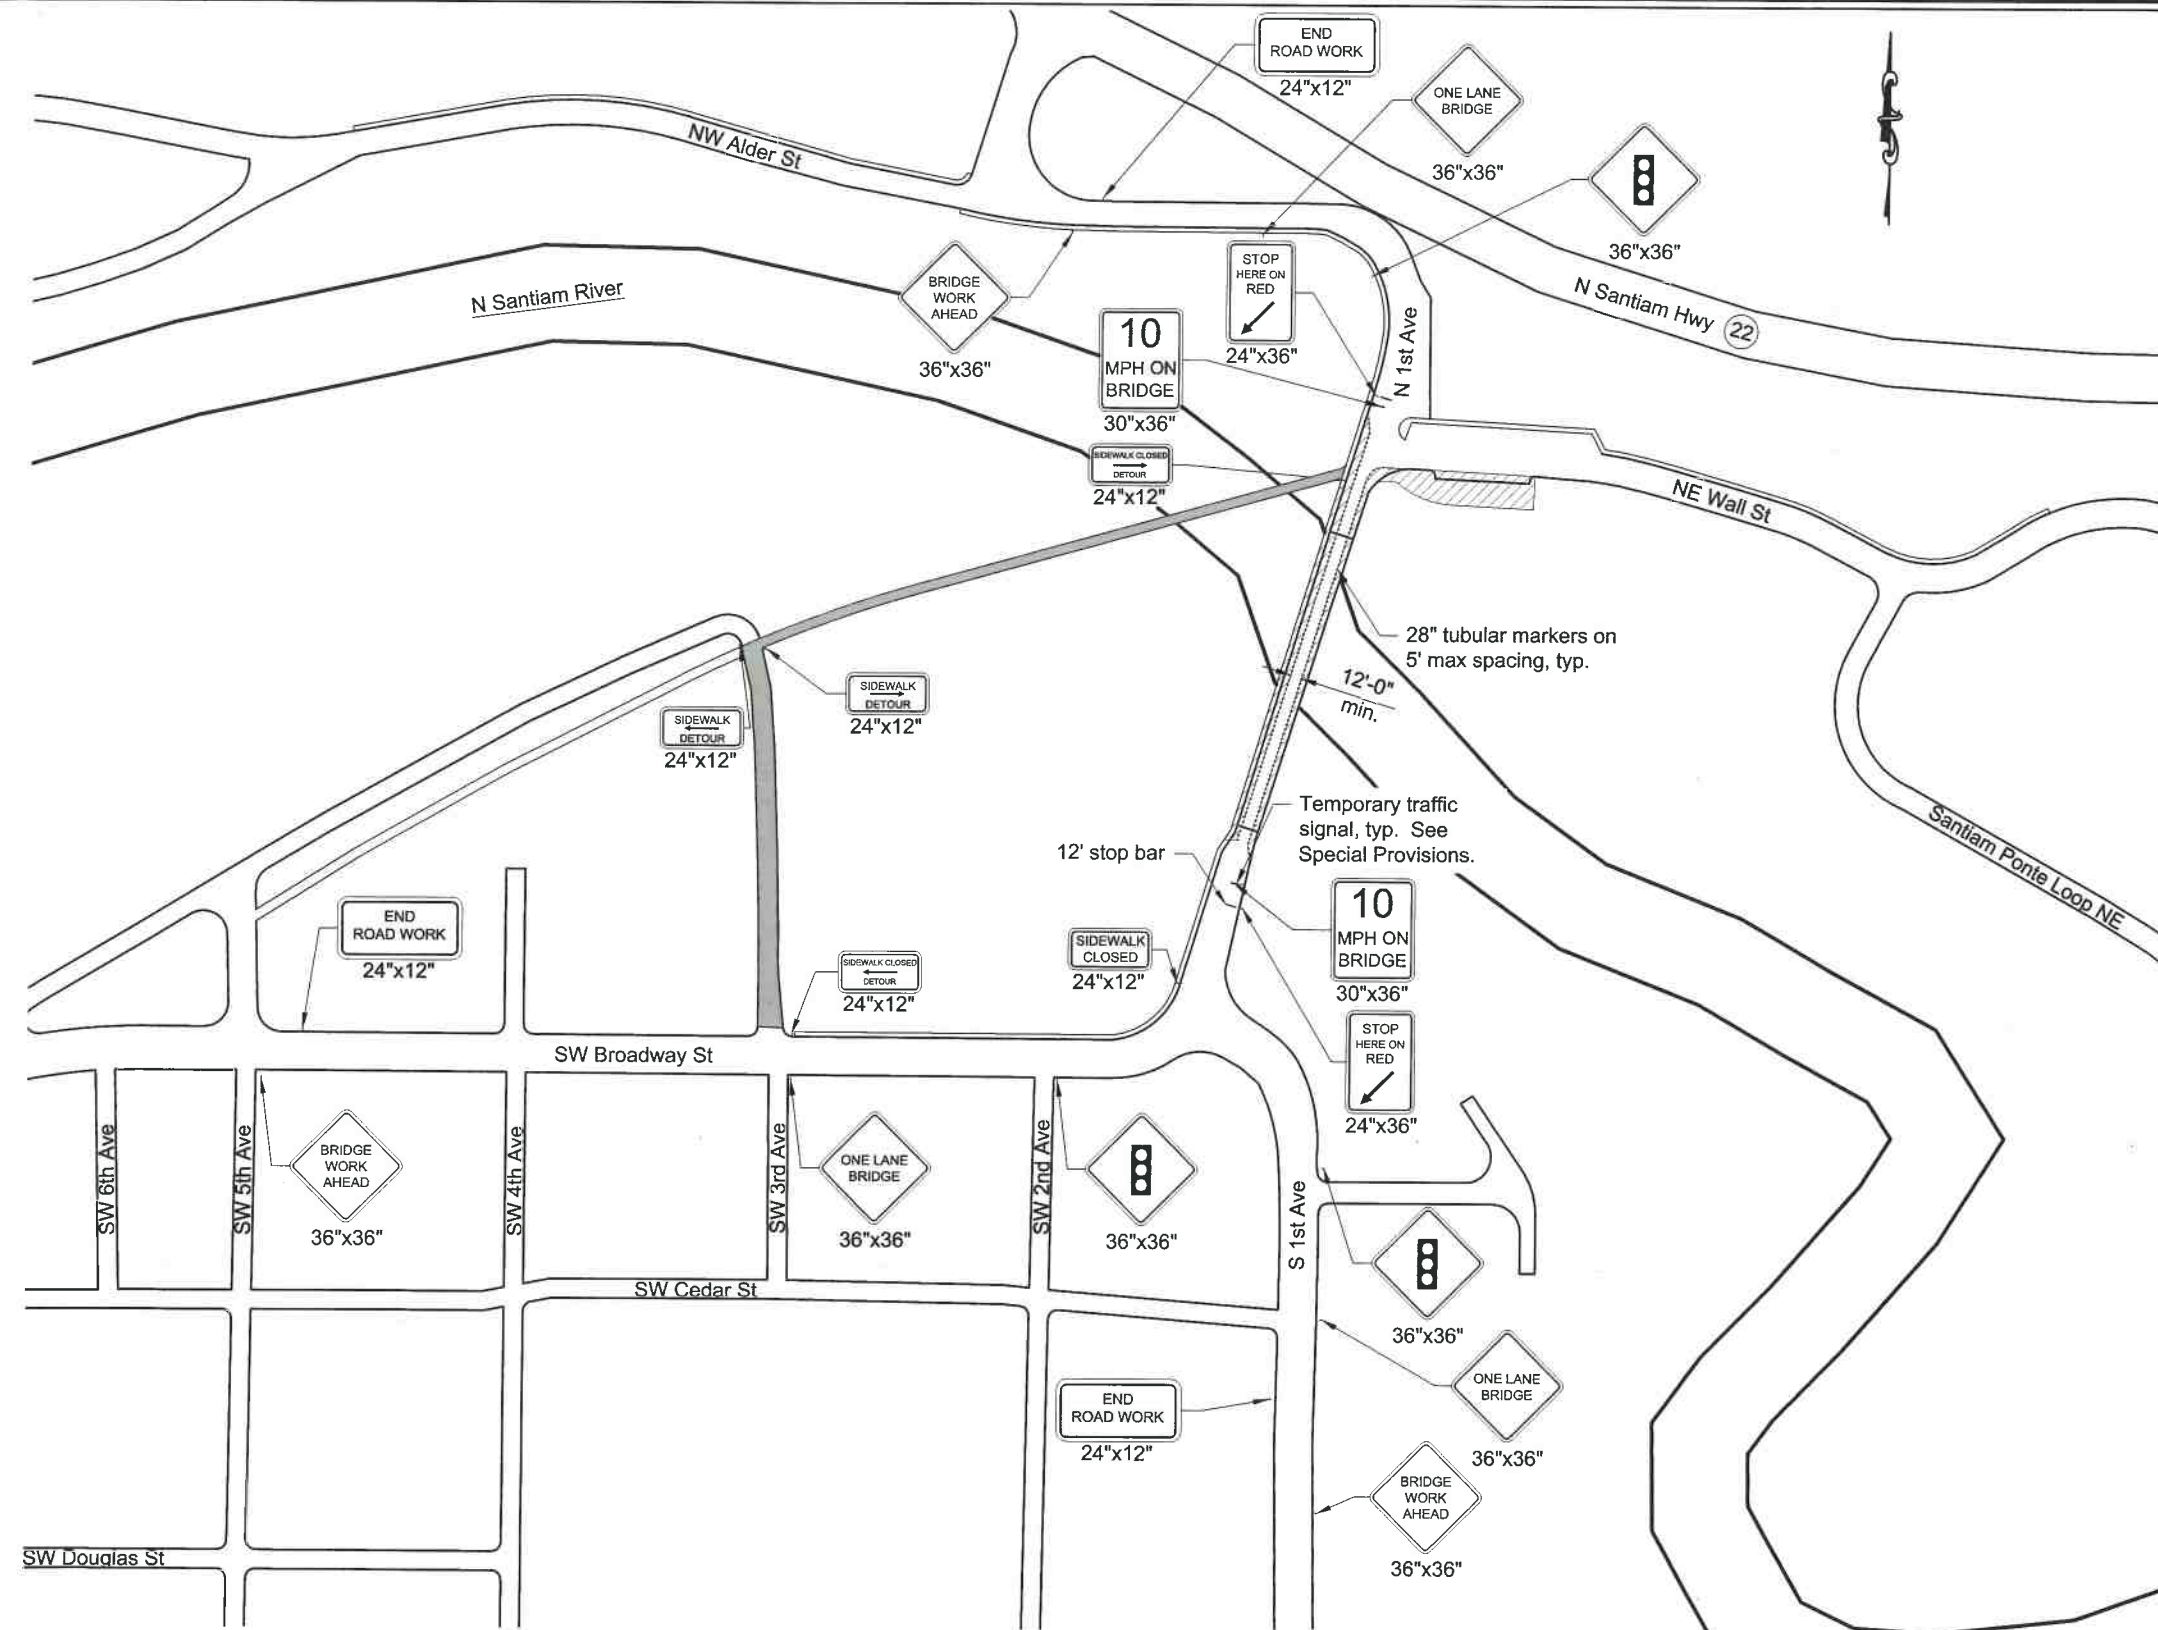 END
ROAD WORK
24"x12"
ONE LANE
BRIDGE
36"x36"
36"x36"
NW Alder St
N Santiam River
BRIDGE
WORK
AHEAD
36"x36"
STOP
HERE ON
RED
24"x36"
10
MPH ON
BRIDGE
30"x36"
N 1st Ave
N Santiam Hwy 22
SIDEWALK CLOSED
DETOUR
24"x12"
NE Wall St
28" tubular markers on
5' max spacing, typ.
12'-0"
min.
SIDEWALK
DETOUR
24"x12"
SIDEWALK
DETOUR
24"x12"
Temporary traffic
signal, typ. See
Special Provisions.
12' stop bar
Santiam Ponte Loop NE
END
ROAD WORK
24"x12"
SIDEWALK CLOSED
DETOUR
24"x12"
SIDEWALK
CLOSED
24"x12"
10
MPH ON
BRIDGE
30"x36"
STOP
HERE ON
RED
24"x36"
SW Broadway St
SW 6th Ave
SW 5th Ave
BRIDGE
WORK
AHEAD
36"x36"
SW 4th Ave
SW 3rd Ave
ONE LANE
BRIDGE
36"x36"
SW 2nd Ave
36"x36"
S 1st Ave
36"x36"
SW Cedar St
ONE LANE
BRIDGE
36"x36"
END
ROAD WORK
24"x12"
BRIDGE
WORK
AHEAD
36"x36"
SW Douglas St